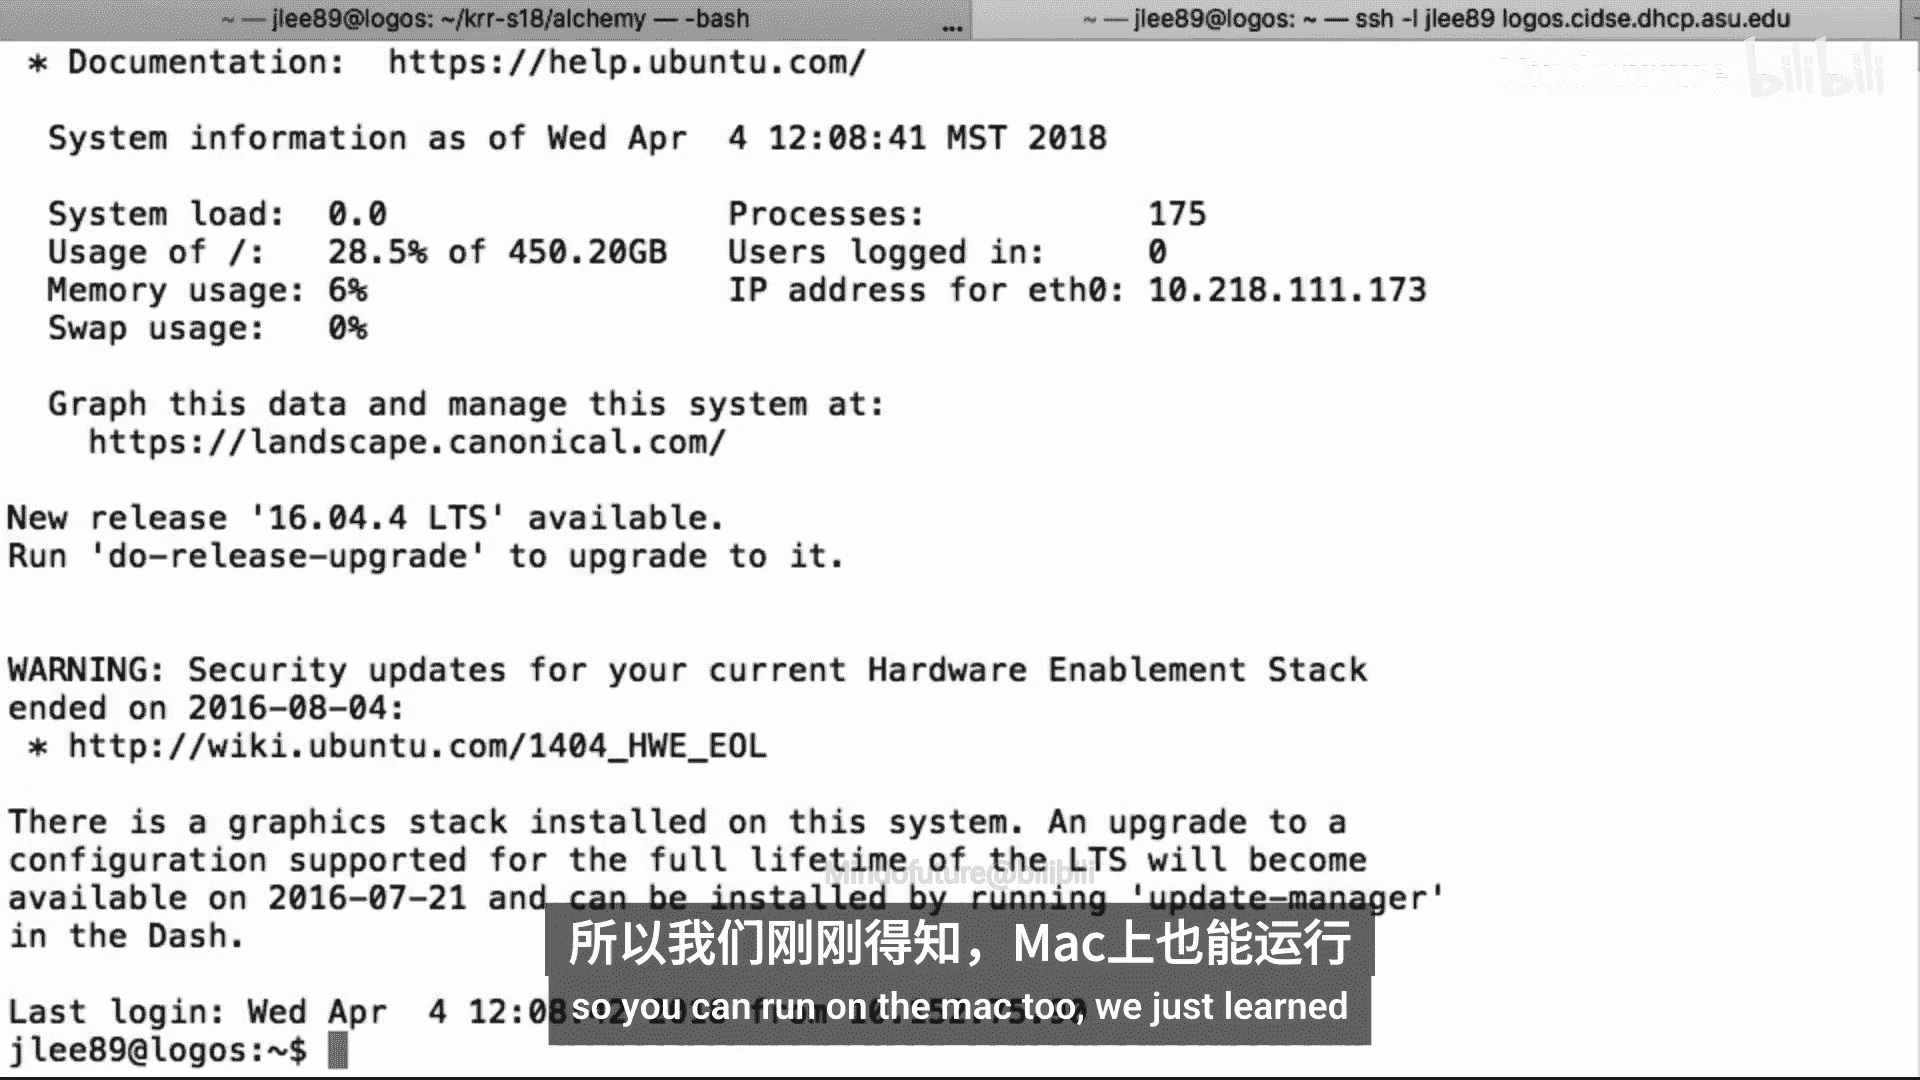 ~ — jlee89@logos: ~/krr-s18/alchemy — -bash ... ~ — jlee89@logos: ~ — ssh -l jlee89 logos.cidse.dhcp.asu.edu
* Documentation:  https://help.ubuntu.com/
bilibili
System information as of Wed Apr  4 12:08:41 MST 2018
System load:  0.0 Processes: 175
Usage of /:   28.5% of 450.20GB Users logged in: 0
Memory usage: 6% IP address for eth0: 10.218.111.173
Swap usage:   0%
Graph this data and manage this system at:
https://landscape.canonical.com/
New release '16.04.4 LTS' available.
Run 'do-release-upgrade' to upgrade to it.
WARNING: Security updates for your current Hardware Enablement Stack
ended on 2016-08-04:
* http://wiki.ubuntu.com/1404_HWE_EOL
There is a graphics stack installed on this system. An upgrade to a
configuration supported for the full lifetime of the LTS will become
Mingofuture@bilibili
available on 2016-07-21 and can be installed by running 'update-manager'
in the Dash.
所以我们刚刚得知，Mac上也能运行
so you can run on the mac too, we just learned
Last login: Wed Apr  4 12:08
jlee89@logos:~$